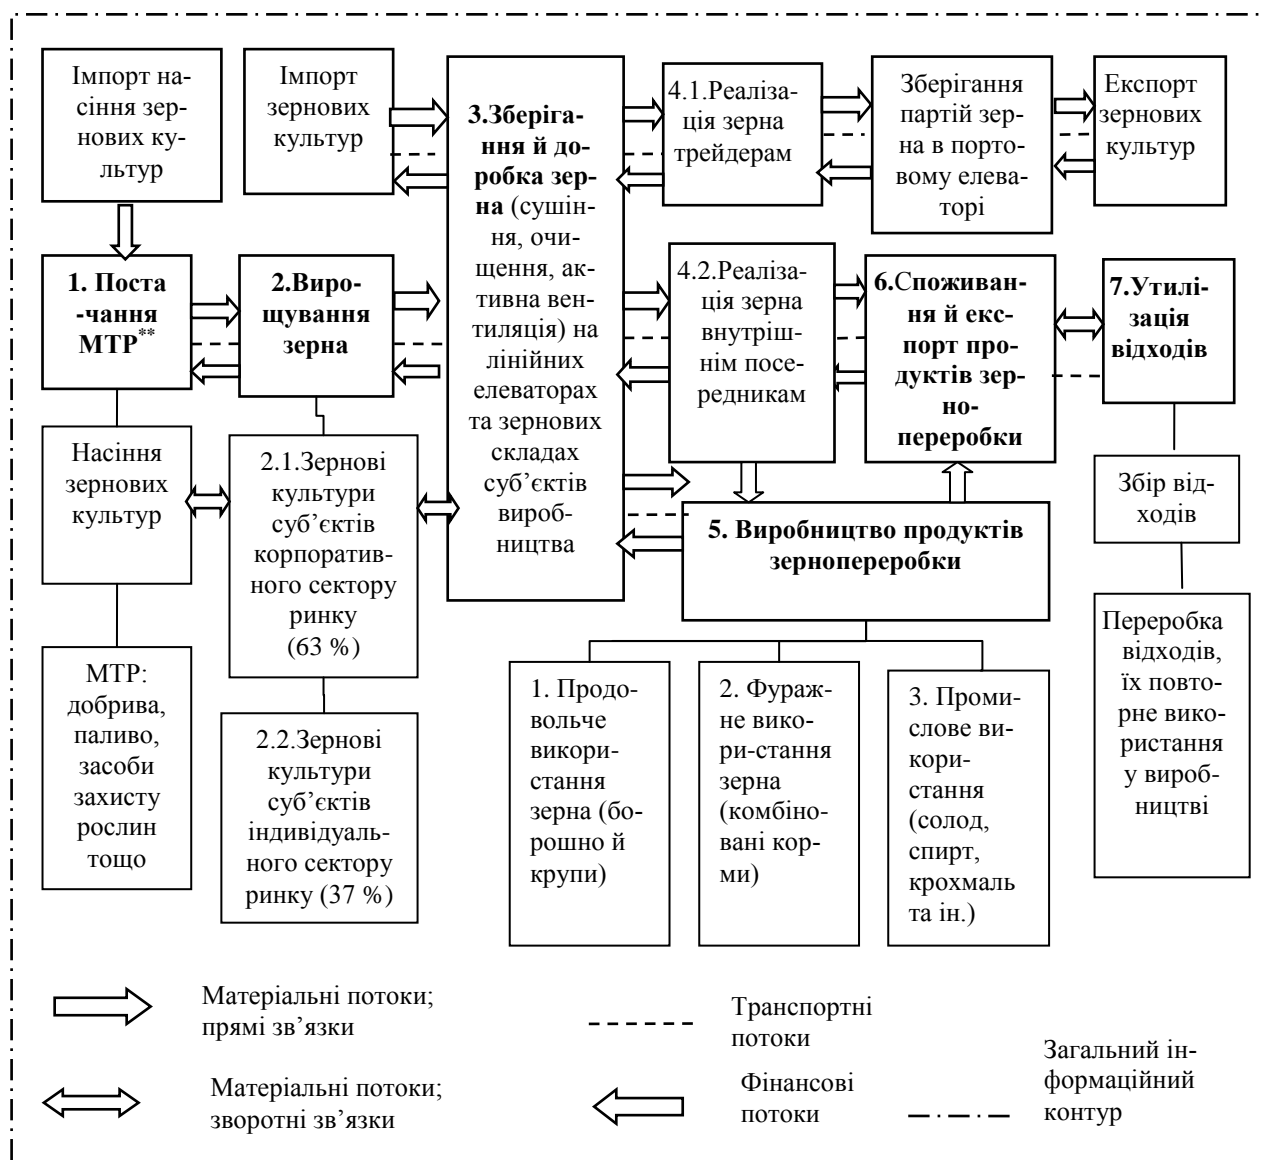 Імпорт на-
сіння зер-
нових ку-
льтур
Імпорт
зернових
культур
3.Зберіга-
ння й до-
робка зер-
на (сушін-
ня, очи-
щення, ак-
тивна вен-
тиляція) на
лінійних
елеваторах
та зернових
складах
суб’єктів
вироб-
ництва
4.1.Реаліза-
ція зерна
трейдерам
Зберігання
партій зер-
на в порто-
вому елева-
торі
Експорт
зернових
культур
1. Поста
-чання
МТР**
2.Виро-
щування
зерна
4.2.Реаліза-
ція зерна
внутріш-
нім посе-
редникам
6.Споживан-
ня й екс-
порт про-
дуктів зер-
но-
переробки
7.Утилі-
зація
відходів
Насіння
зернових
культур
2.1.Зернові
культури
суб’єктів
корпоратив-
ного сектору
ринку
(63 %)
5. Виробництво продуктів
зернопереробки
Збір від-
ходів
МТР:
добрива,
паливо,
засоби
захисту
рослин
тощо
2.2.Зернові
культури
суб’єктів
індивідуаль-
ного сектору
ринку (37 %)
1. Продо-
вольче
викори-
стання
зерна (бо-
рошно й
крупи)
2. Фураж-
не вико-
ри-стання
зерна
(комбіно-
вані кор-
ми)
3. Проми-
слове ви-
кори-
стання
(солод,
спирт,
крохмаль
та ін.)
Переробка
відходів,
їх повто-
рне вико-
ристання
у вироб-
ництві
Матеріальні потоки;
прямі зв’язки
Транспортні
потоки
Матеріальні потоки;
зворотні зв’язки
Фінансові
потоки
Загальний ін-
формаційний
контур